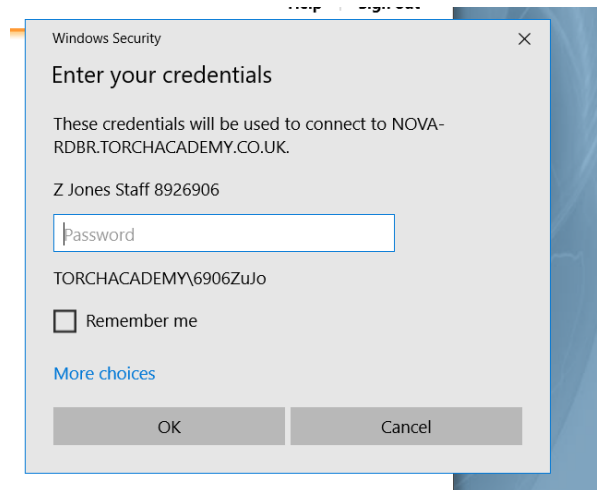 Help Sign out
Windows Security
Enter your credentials
These credentials will be used to connect to NOVA-
RDBR.TORCHACADEMY.CO.UK.
Z Jones Staff 8926906
Password
TORCHACADEMY\6906ZuJo
Remember me
More choices
OK Cancel